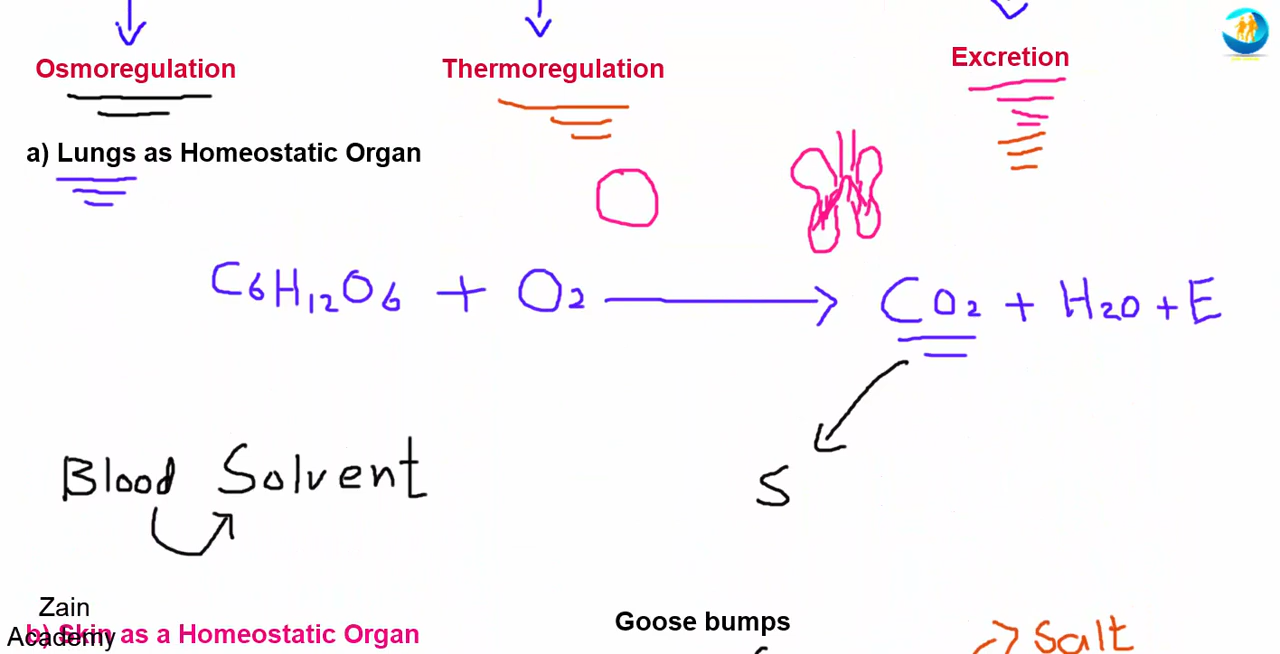 Osmoregulation Thermoregulation Excretion
a) Lungs as Homeostatic Organ
C6H12O6 + O2 → CO2 + H2O + E
Blood Solvent
S
Zain
Academy
b) Skin as a Homeostatic Organ
Goose bumps
Salt